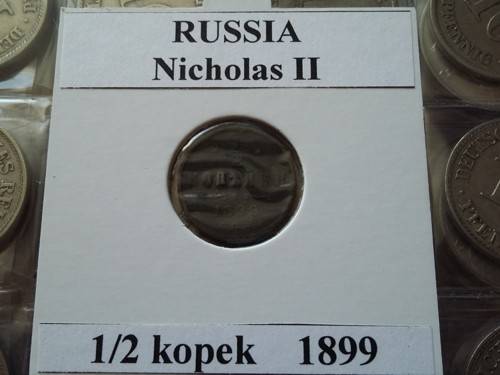 RUSSIA
Nicholas II
1/2 kopek 1899